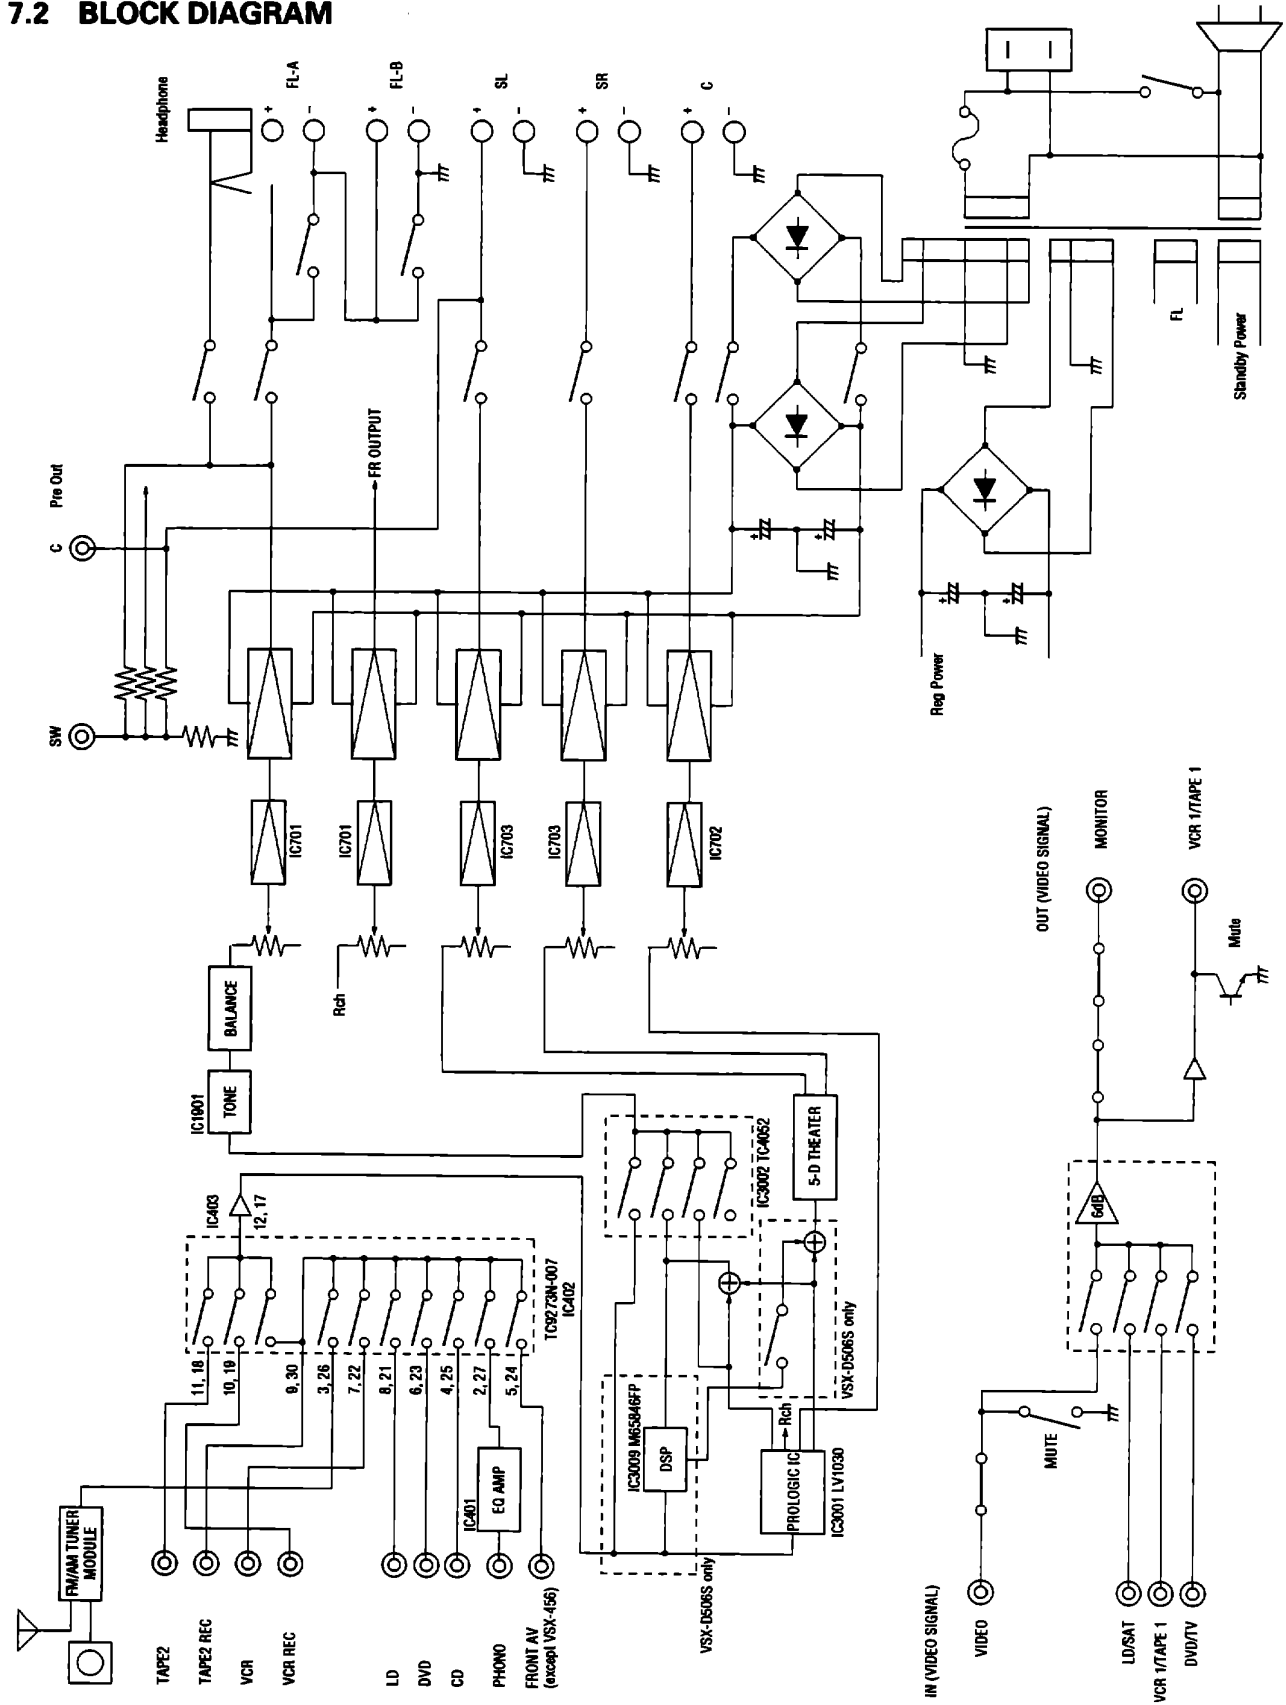 7.2 BLOCK DIAGRAM
Headphone
+
-
FL-A
+
-
FL-B
+
-
SL
+
-
SR
+
-
C
Pre Out
C
SW
FR OUTPUT
FL
Standby Power
Reg Power
+
+
+
+
IC701
IC701
IC703
IC703
IC702
BALANCE
IC1901
TONE
Rch
IC403
12, 17
TC9273N-007
IC402
11, 18
10, 19
9, 30
3, 26
7, 22
8, 21
6, 23
4, 25
2, 27
5, 24
IC401
EQ AMP
FM/AM TUNER
MODULE
TAPE2
TAPE2 REC
VCR
VCR REC
LD
DVD
CD
PHONO
FRONT AV
(except VSX-456)
IC3002 TC4052
5-D THEATER
VSX-D506S only
IC3009 M65846FP
DSP
VSX-D506S only
PROLOGIC IC
Rch
IC3001 LV1030
OUT (VIDEO SIGNAL)
MONITOR
VCR 1/TAPE 1
Mute
6dB
MUTE
IN (VIDEO SIGNAL)
VIDEO
LD/SAT
VCR 1/TAPE 1
DVD/TV